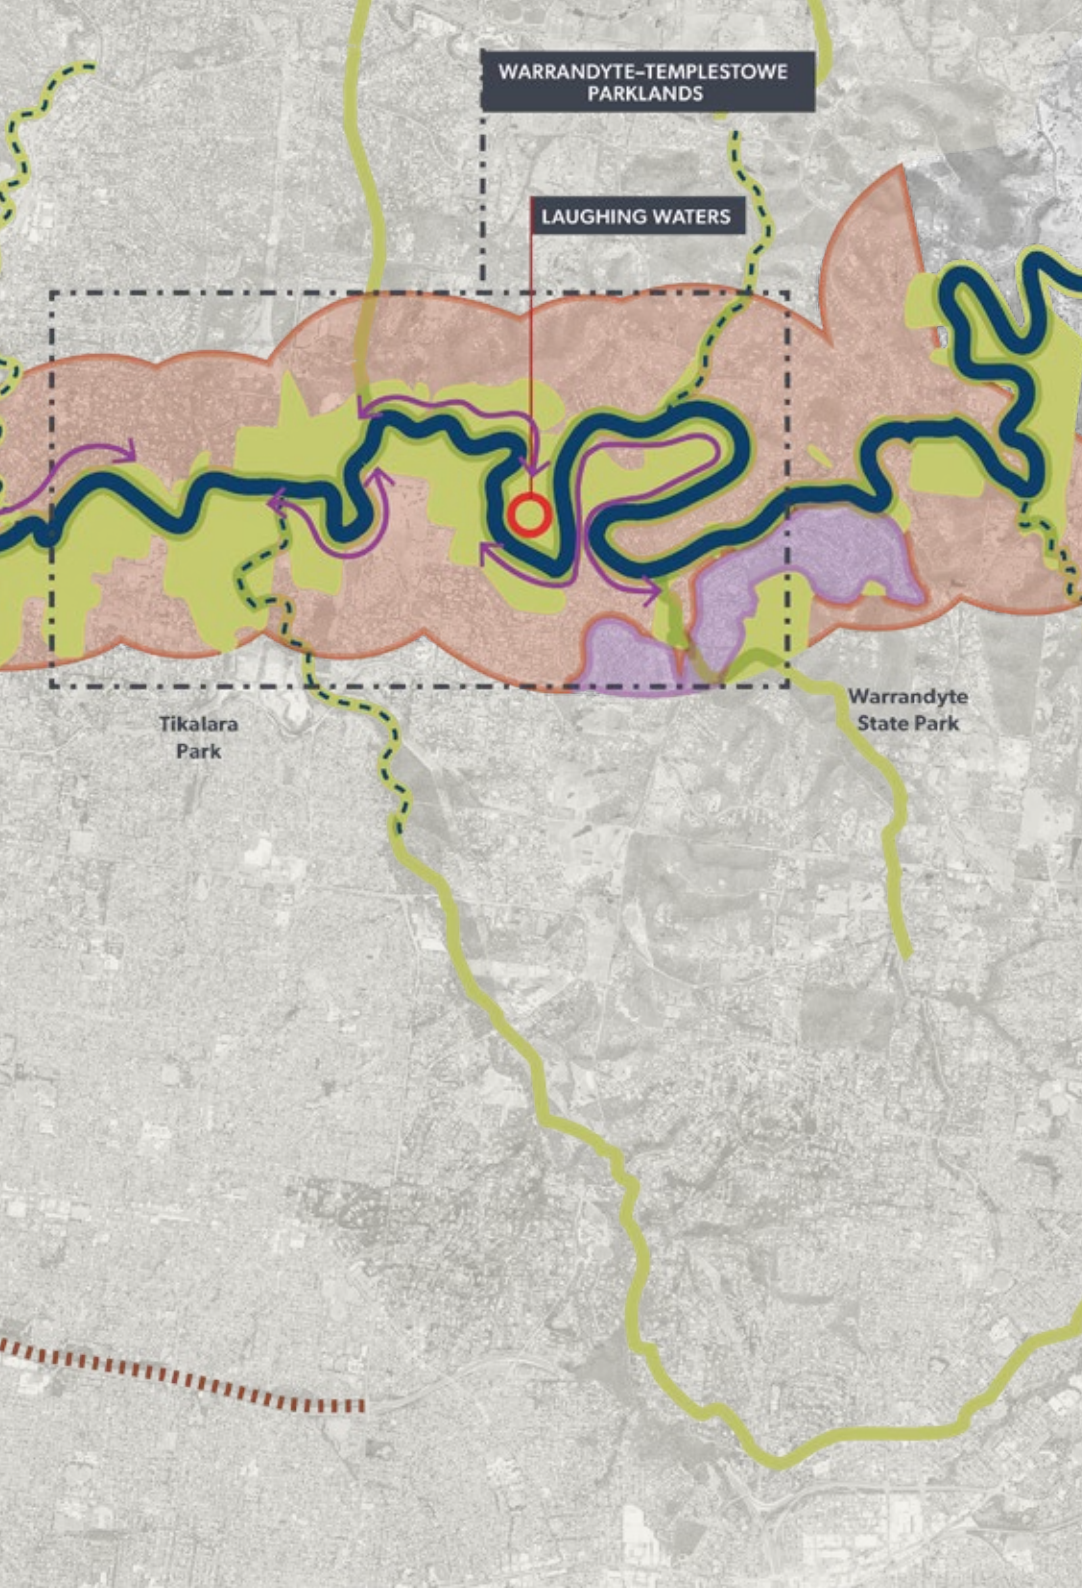 WARRANDYTE–TEMPLESTOWE
PARKLANDS
LAUGHING WATERS
Warrandyte
State Park
Tikalara
Park